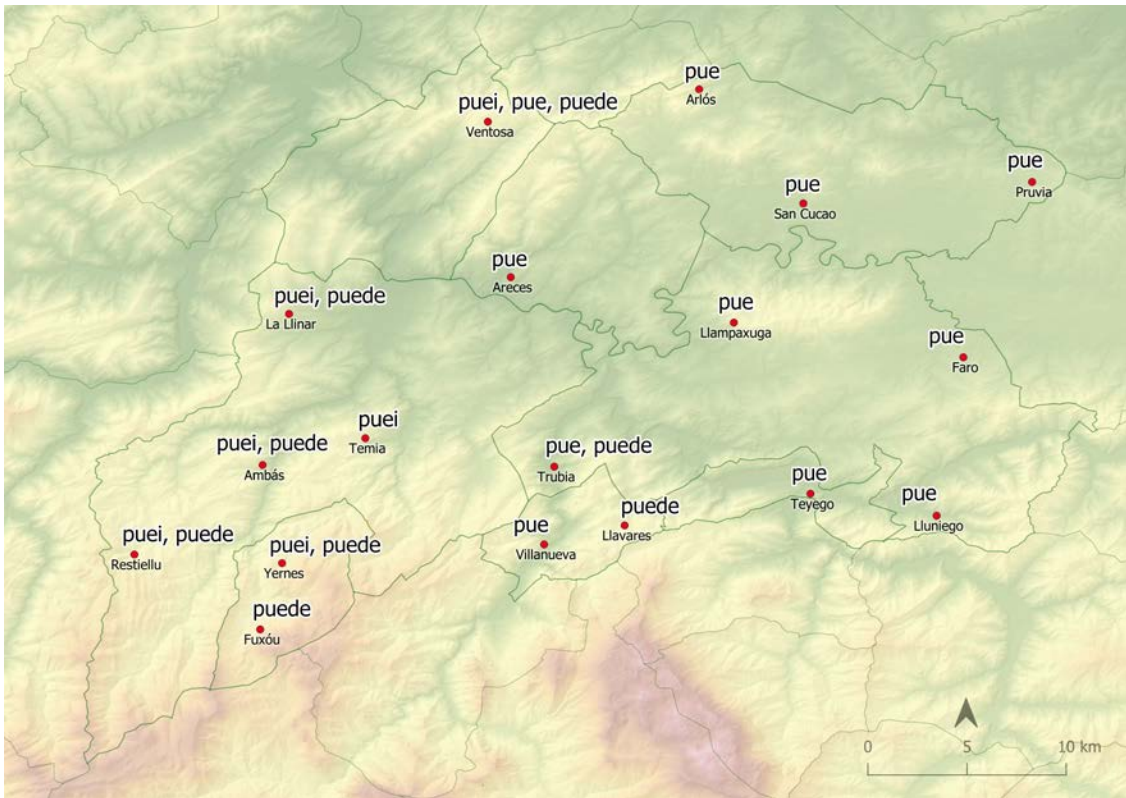 pue
Arlós
puei, pue, puede
Ventosa
pue
Pruvia
pue
San Cucao
pue
Areces
puei, puede
La Llinar
pue
Llampaxuga
pue
Faro
puei
Temia
puei, puede
Ambás
pue, puede
Trubia
pue
Teyego
pue
Lluniego
puede
Llavares
pue
Villanueva
puei, puede
Restiellu
puei, puede
Yernes
puede
Fuxóu
0 5 10 km